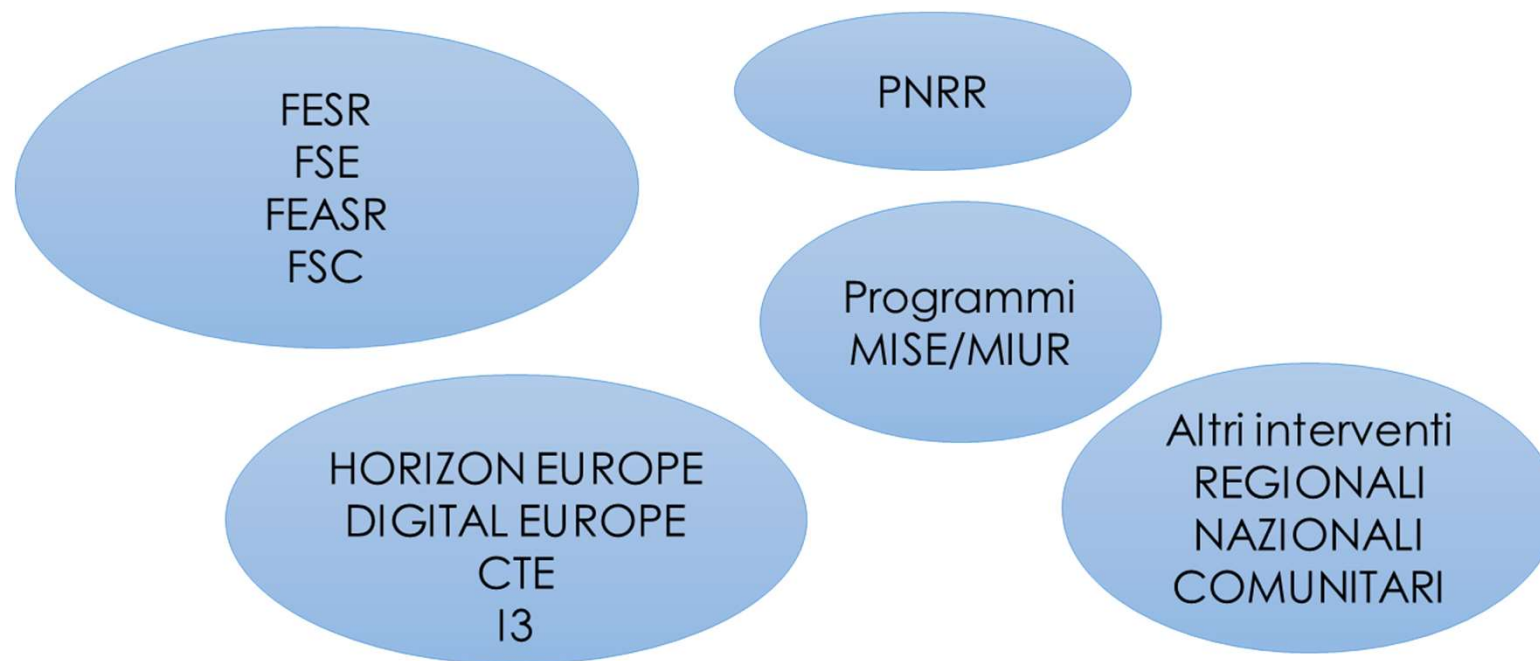 FESR
FSE
FEASR
FSC
PNRR
Programmi
MISE/MIUR
HORIZON EUROPE
DIGITAL EUROPE
CTE
I3
Altri interventi
REGIONALI
NAZIONALI
COMUNITARI